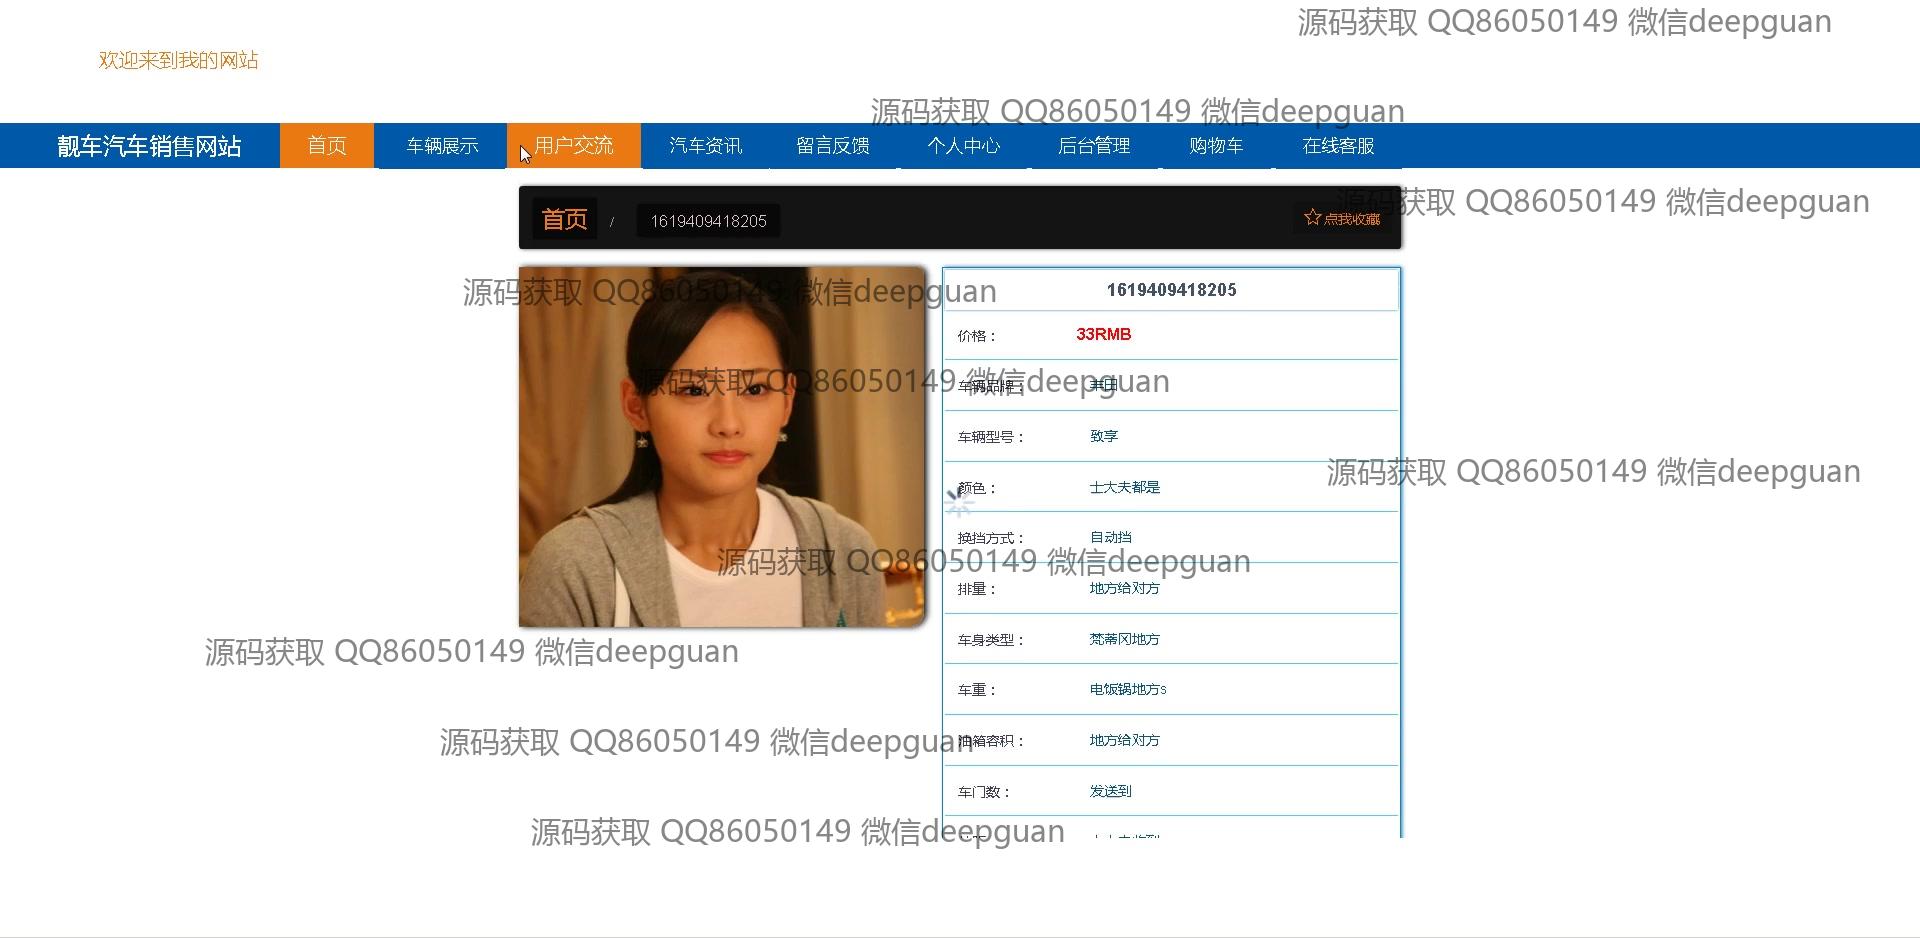 源码获取 QQ86050149 微信deepguan
欢迎来到我的网站
源码获取 QQ86050149 微信deepguan
靓车汽车销售网站 首页 车辆展示 用户交流 汽车资讯 留言反馈 个人中心 后台管理 购物车 在线客服
源码获取 QQ86050149 微信deepguan
首页 / 1619409418205 点我收藏
源码获取 QQ86050149 微信deepguan
1619409418205
价格： 33RMB
源码获取 QQ86050149 微信deepguan
车辆品牌： 丰田
车辆型号： 致享
源码获取 QQ86050149 微信deepguan
颜色： 士大夫都是
换挡方式： 自动挡
源码获取 QQ86050149 微信deepguan
排量： 地方给对方
车身类型： 梵蒂冈地方
源码获取 QQ86050149 微信deepguan
车重： 电饭锅地方s
源码获取 QQ86050149 微信deepguan
油箱容积： 地方给对方
车门数： 发送到
源码获取 QQ86050149 微信deepguan